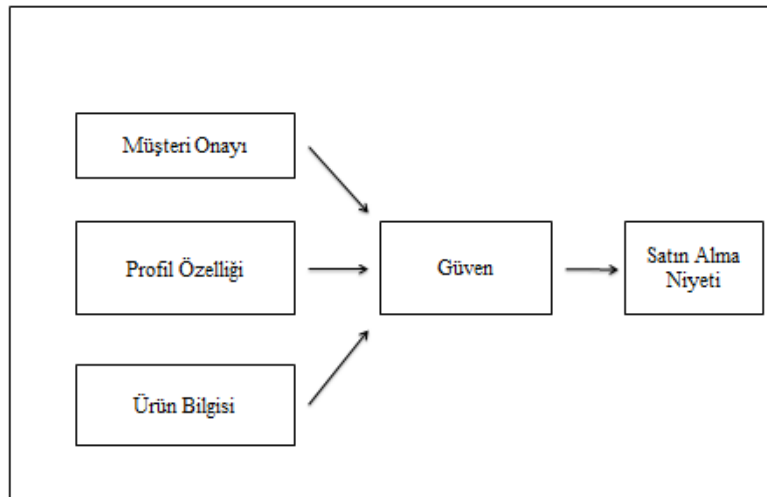 Müşteri Onayı
Profil Özelliği
Güven
Satın Alma
Niyeti
Ürün Bilgisi